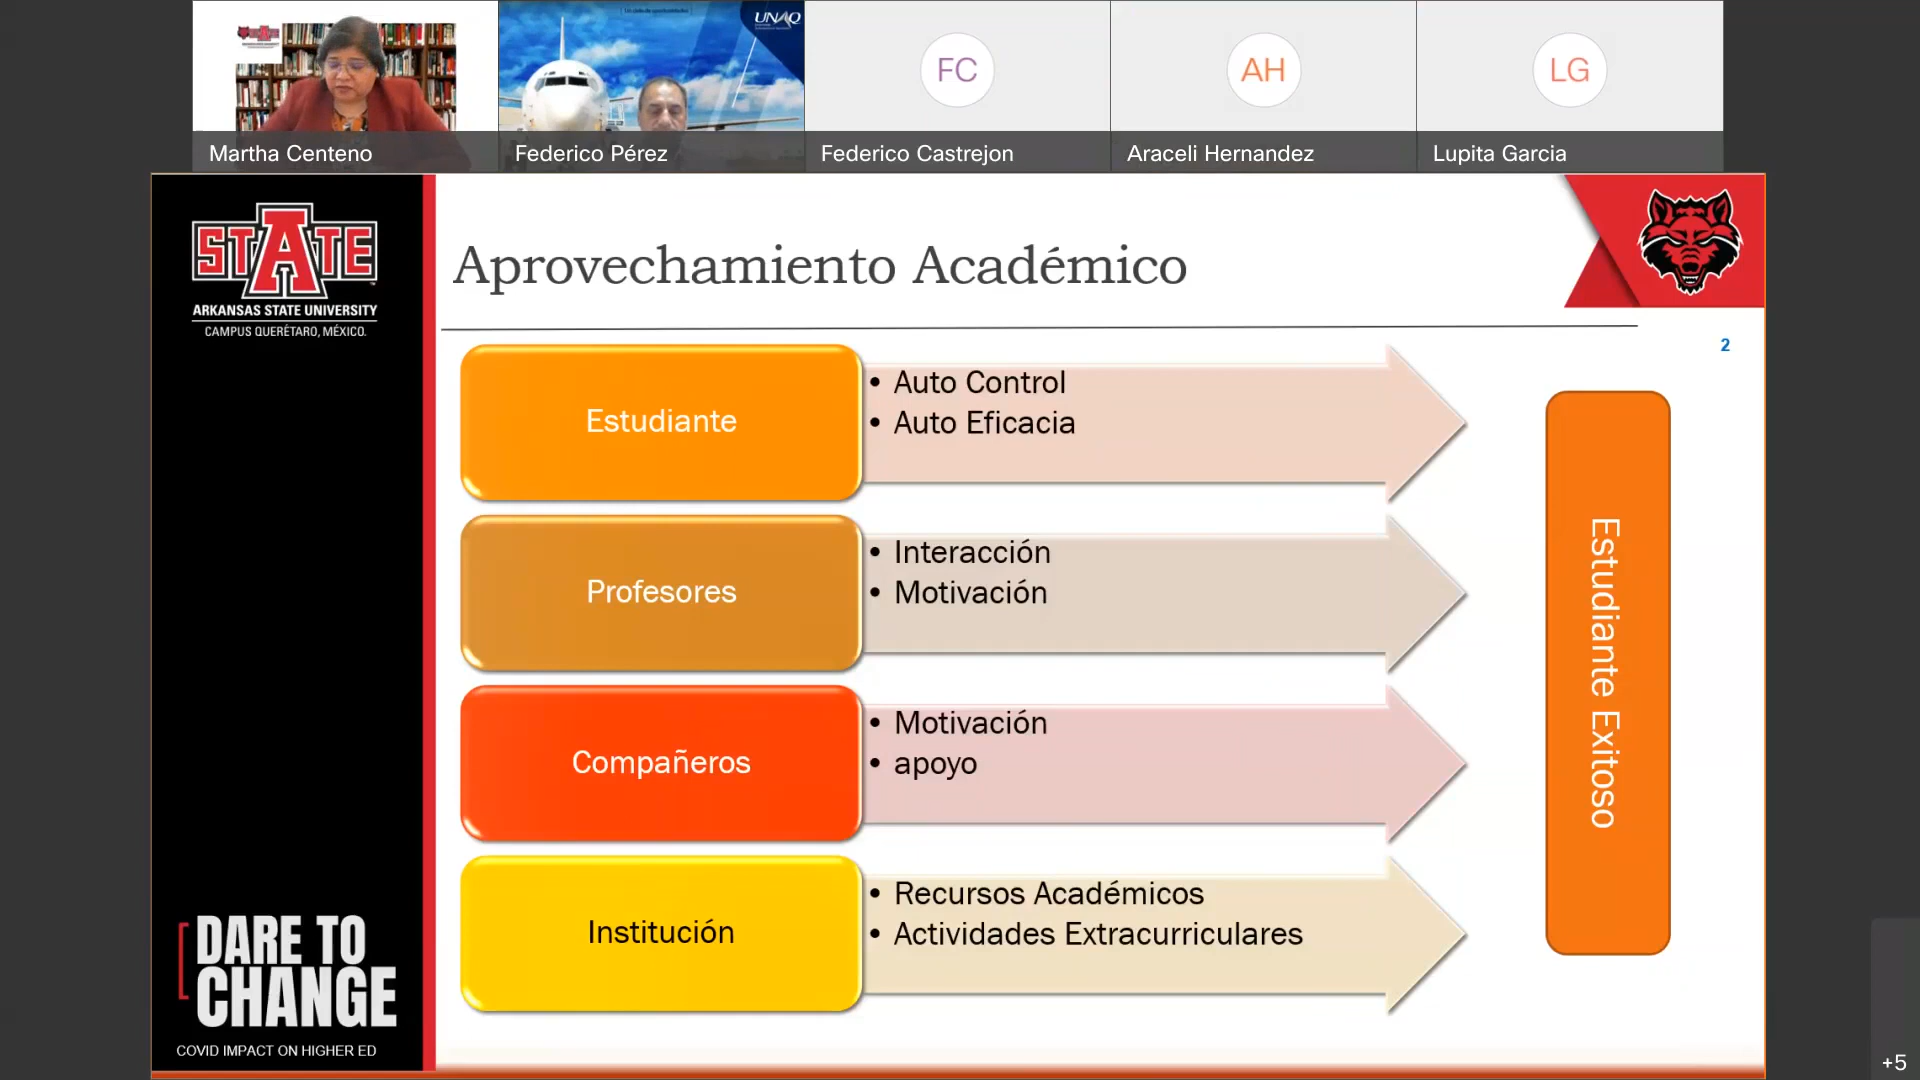 UNAQ
FC
AH
LG
Martha Centeno
Federico Pérez
Federico Castrejon
Araceli Hernandez
Lupita Garcia
STATE
ARKANSAS STATE UNIVERSITY
CAMPUS QUERÉTARO, MÉXICO.
Aprovechamiento Académico
2
Estudiante
• Auto Control
• Auto Eficacia
Profesores
• Interacción
• Motivación
Compañeros
• Motivación
• apoyo
Institución
• Recursos Académicos
• Actividades Extracurriculares
Estudiante Exitoso
DARE TO
CHANGE
COVID IMPACT ON HIGHER ED
+5